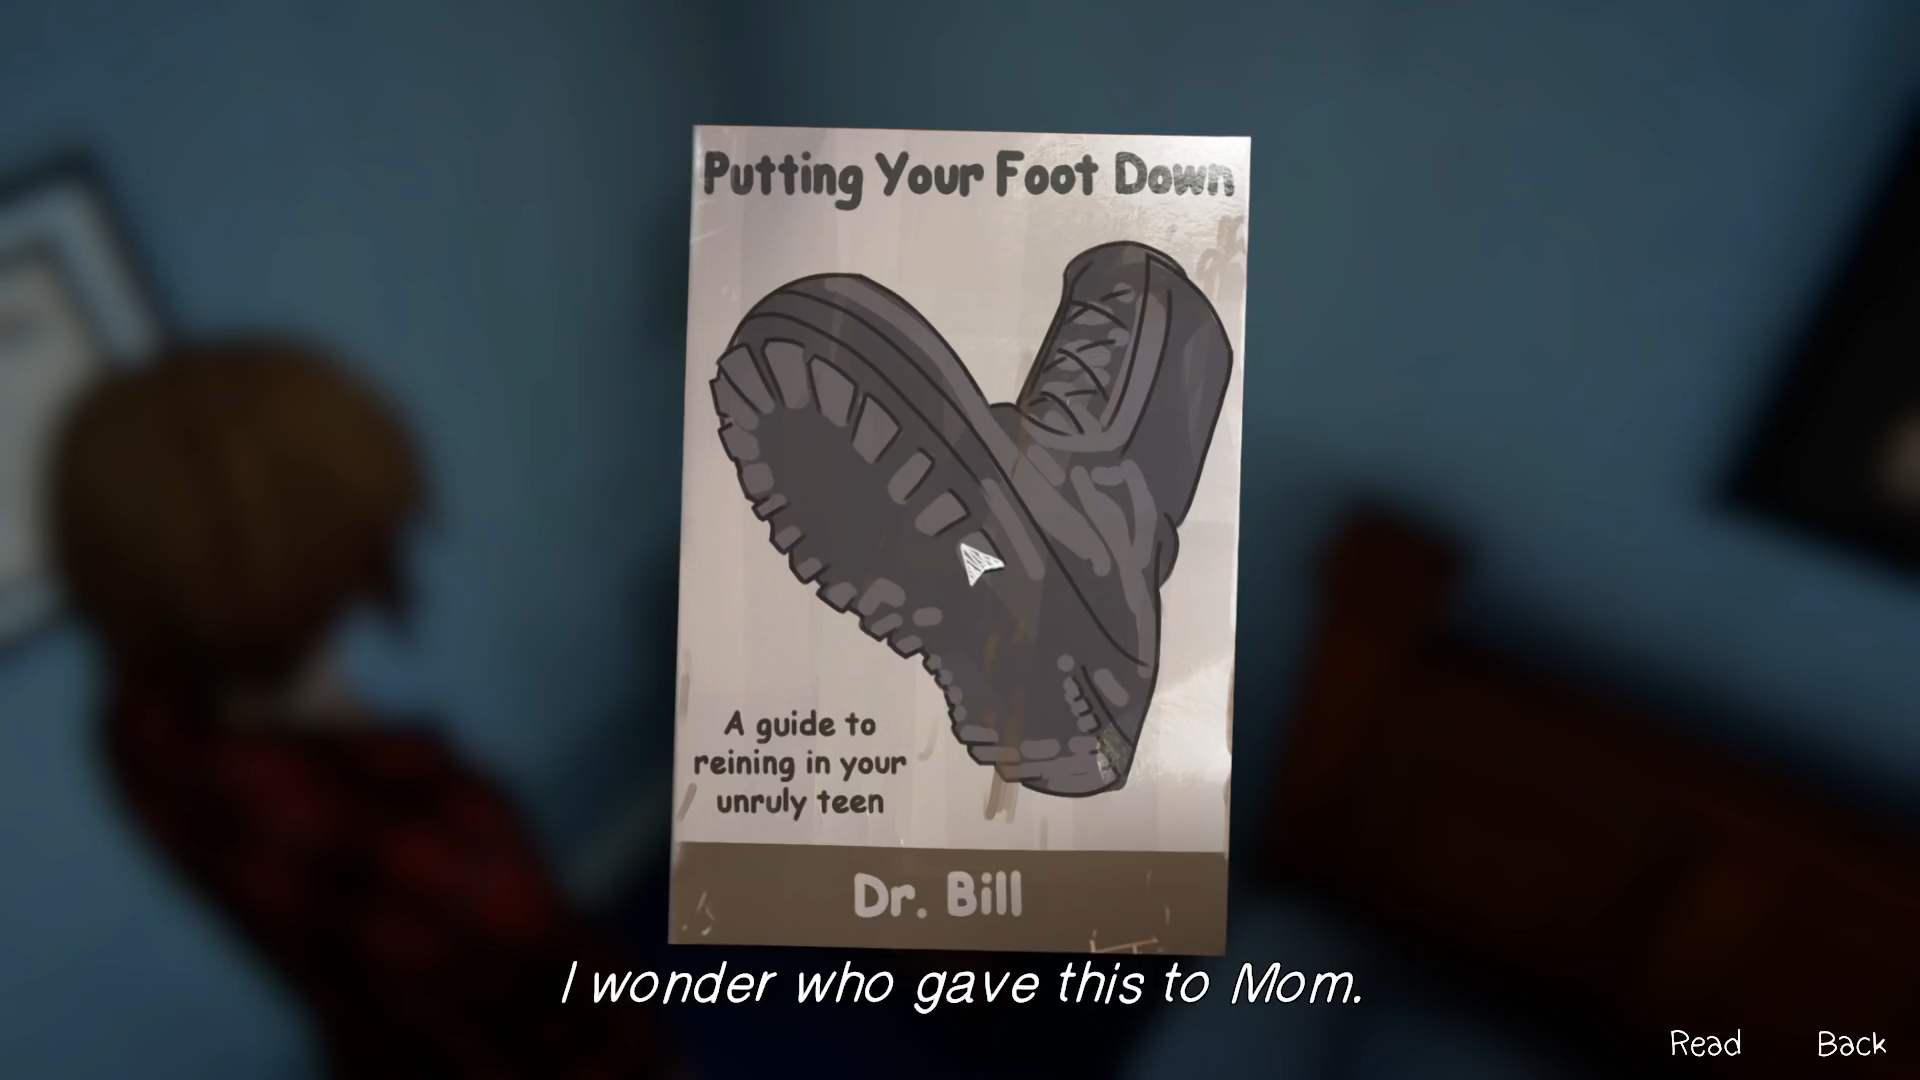 Putting Your Foot Down
A guide to
reining in your
unruly teen
Dr. Bill
I wonder who gave this to Mom.
Read
Back